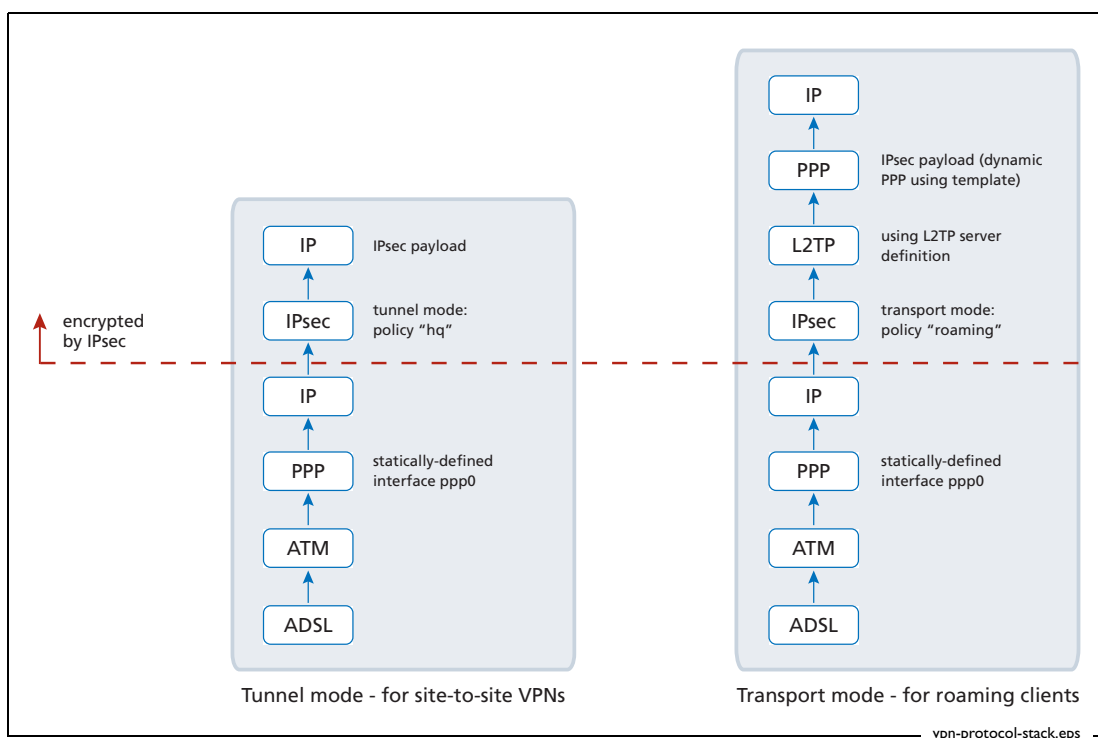 IP
IPsec payload
IPsec
tunnel mode:
policy “hq”
IP
PPP
statically-defined
interface ppp0
ATM
ADSL
Tunnel mode - for site-to-site VPNs
encrypted
by IPsec
IP
PPP
IPsec payload (dynamic
PPP using template)
L2TP
using L2TP server
definition
IPsec
transport mode:
policy “roaming“
IP
PPP
statically-defined
interface ppp0
ATM
ADSL
Transport mode - for roaming clients
vpn-protocol-stack.eps